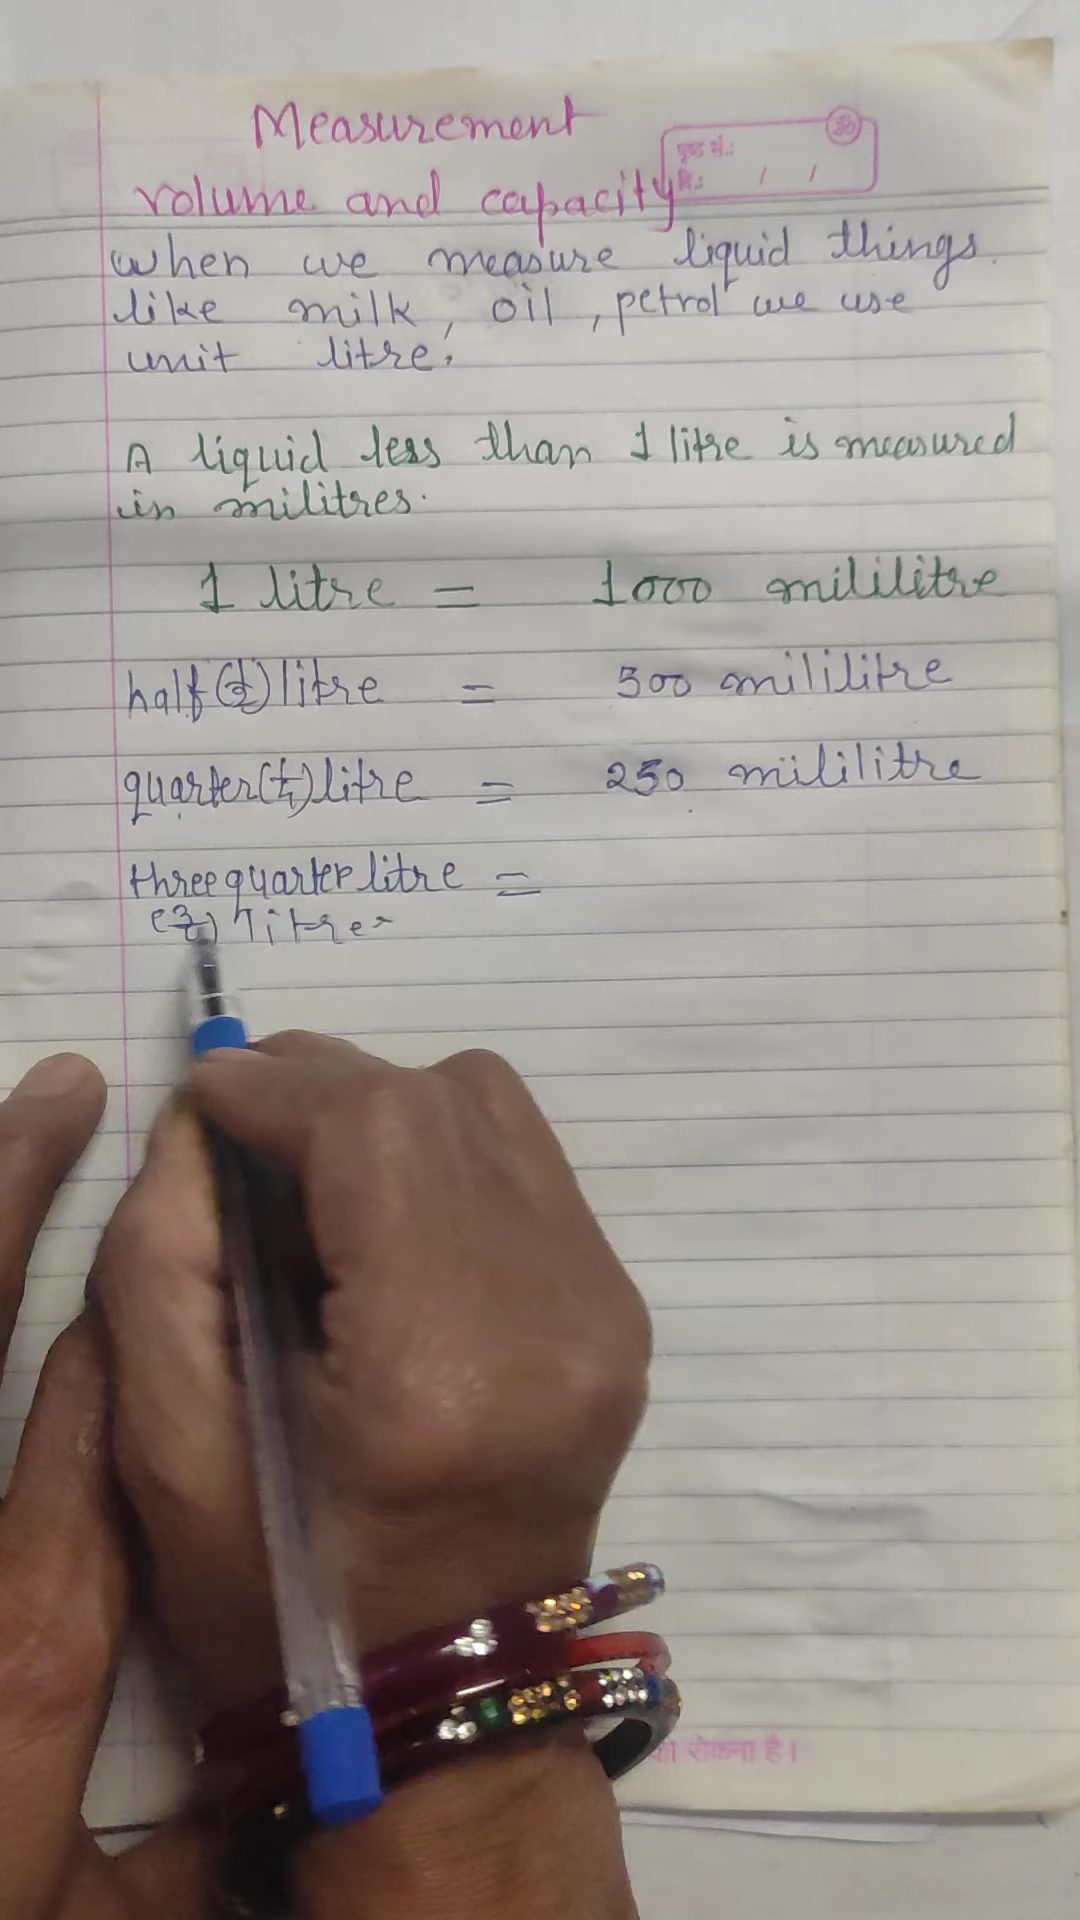 Measurement
पृष्ठ सं.:
दि.: / /
volume and capacity
when we measure liquid things
like milk, oil, petrol we use
unit litre.
A liquid less than 1 litre is measured
in militres.
1 litre = 1000 mililitre
half (1/2) litre = 500 mililitre
quarter (1/4) litre = 250 mililitre
three quarter litre =
(3/4) litre
रोकना है।